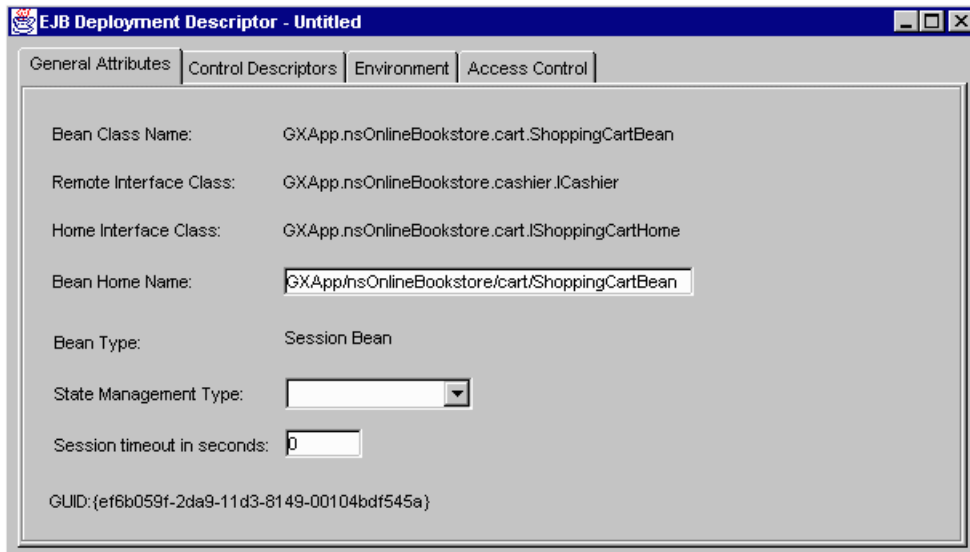 EJB Deployment Descriptor - Untitled
General Attributes Control Descriptors Environment Access Control
Bean Class Name: GXApp.nsOnlineBookstore.cart.ShoppingCartBean
Remote Interface Class: GXApp.nsOnlineBookstore.cashier.ICashier
Home Interface Class: GXApp.nsOnlineBookstore.cart.IShoppingCartHome
Bean Home Name: GXApp/nsOnlineBookstore/cart/ShoppingCartBean
Bean Type: Session Bean
State Management Type:
Session timeout in seconds: 0
GUID:{ef6b059f-2da9-11d3-8149-00104bdf545a}